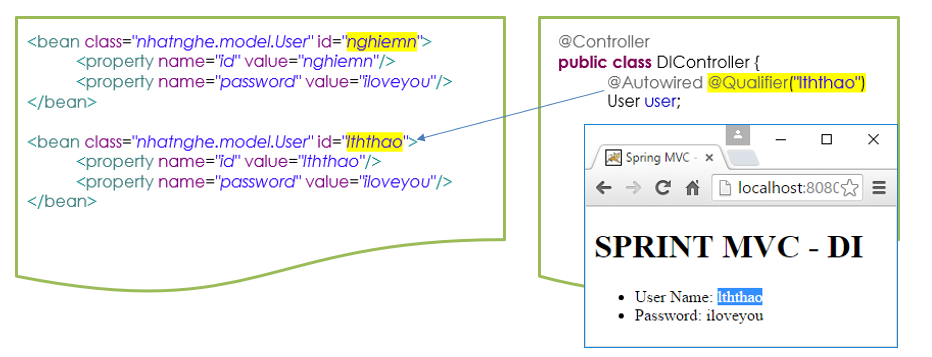 <bean class="nhatnghe.model.User" id="nghiemn">
<property name="id" value="nghiemn"/>
<property name="password" value="iloveyou"/>
</bean>
<bean class="nhatnghe.model.User" id="lththao">
<property name="id" value="lththao"/>
<property name="password" value="iloveyou"/>
</bean>
@Controller
public class DIController {
@Autowired @Qualifier("lththao")
User user;
Spring MVC -
localhost:8080
SPRINT MVC - DI
• User Name: lththao
• Password: iloveyou